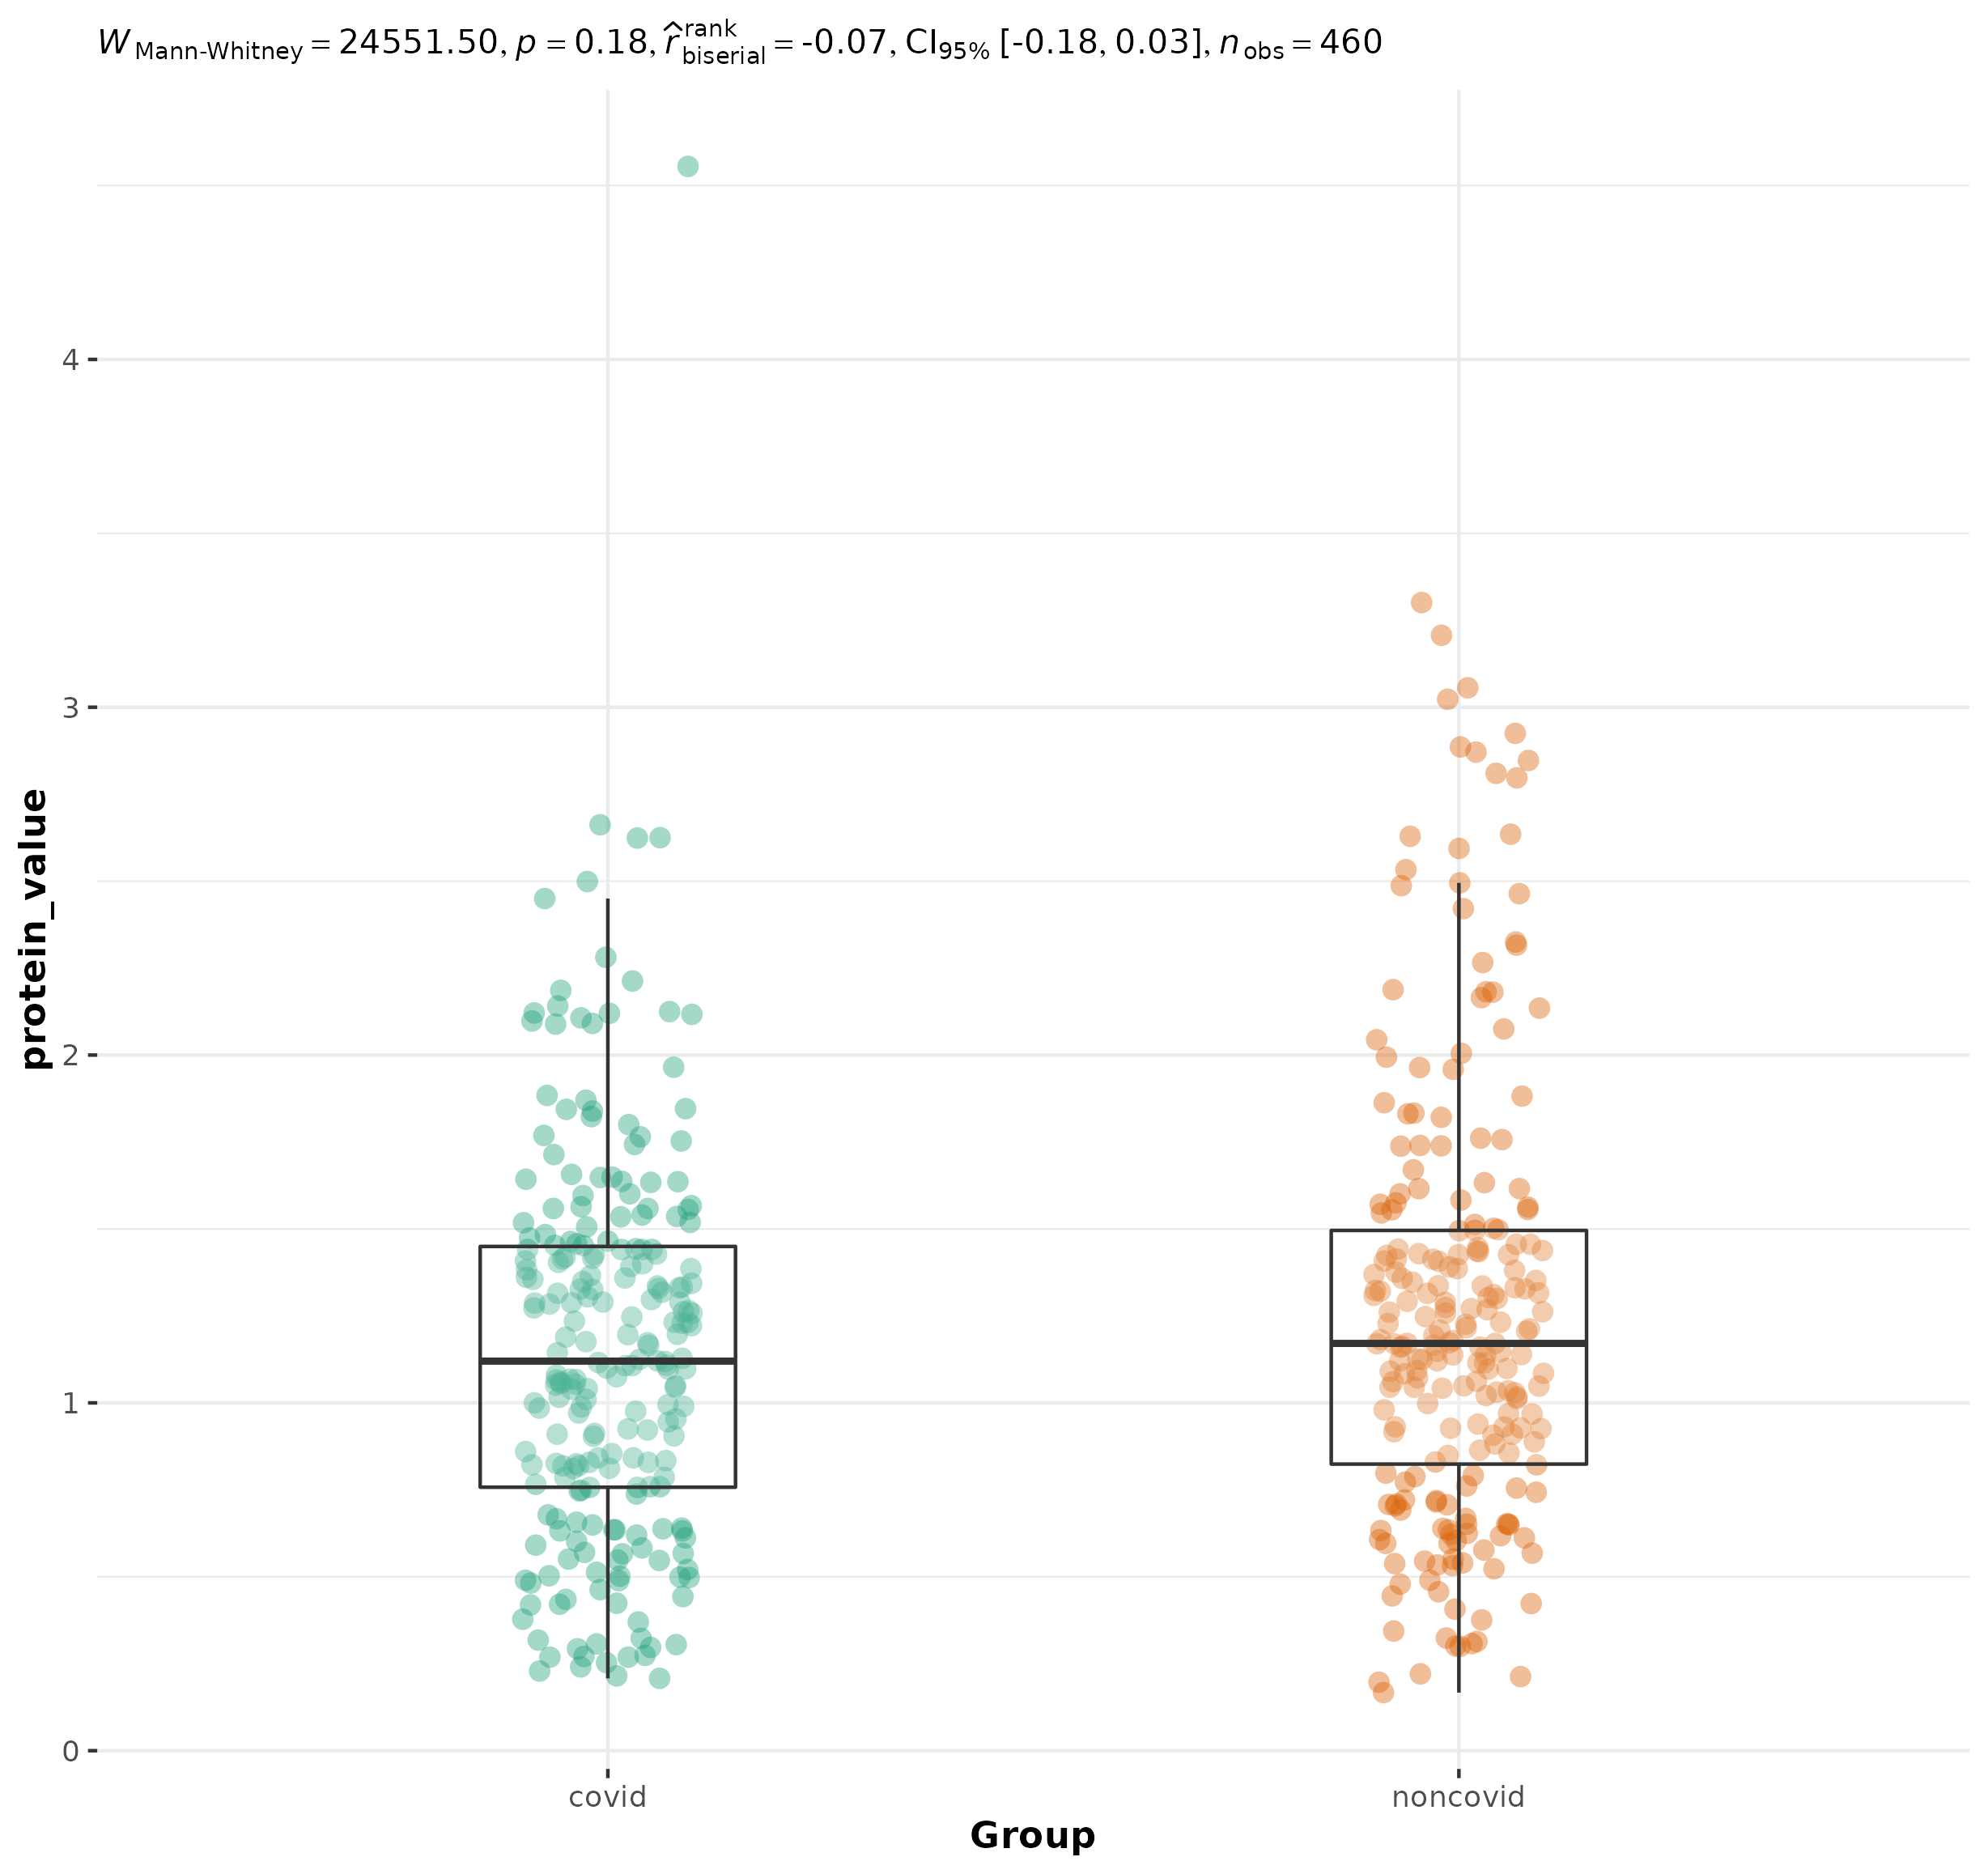 W Mann-Whitney = 24551.50, p = 0.18, r̂ rank biserial = -0.07, CI95% [-0.18, 0.03], n obs = 460
4
3
2
1
0
protein_value
covid noncovid
Group